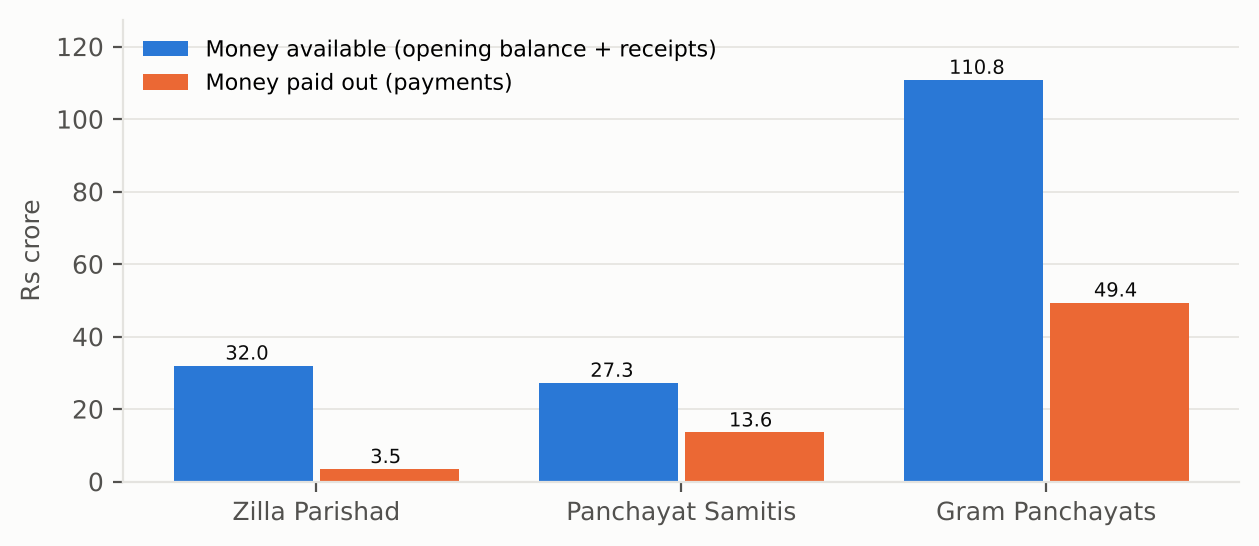 Money available (opening balance + receipts)
Money paid out (payments)
Rs crore
120
100
80
60
40
20
0
32.0
3.5
27.3
13.6
110.8
49.4
Zilla Parishad
Panchayat Samitis
Gram Panchayats